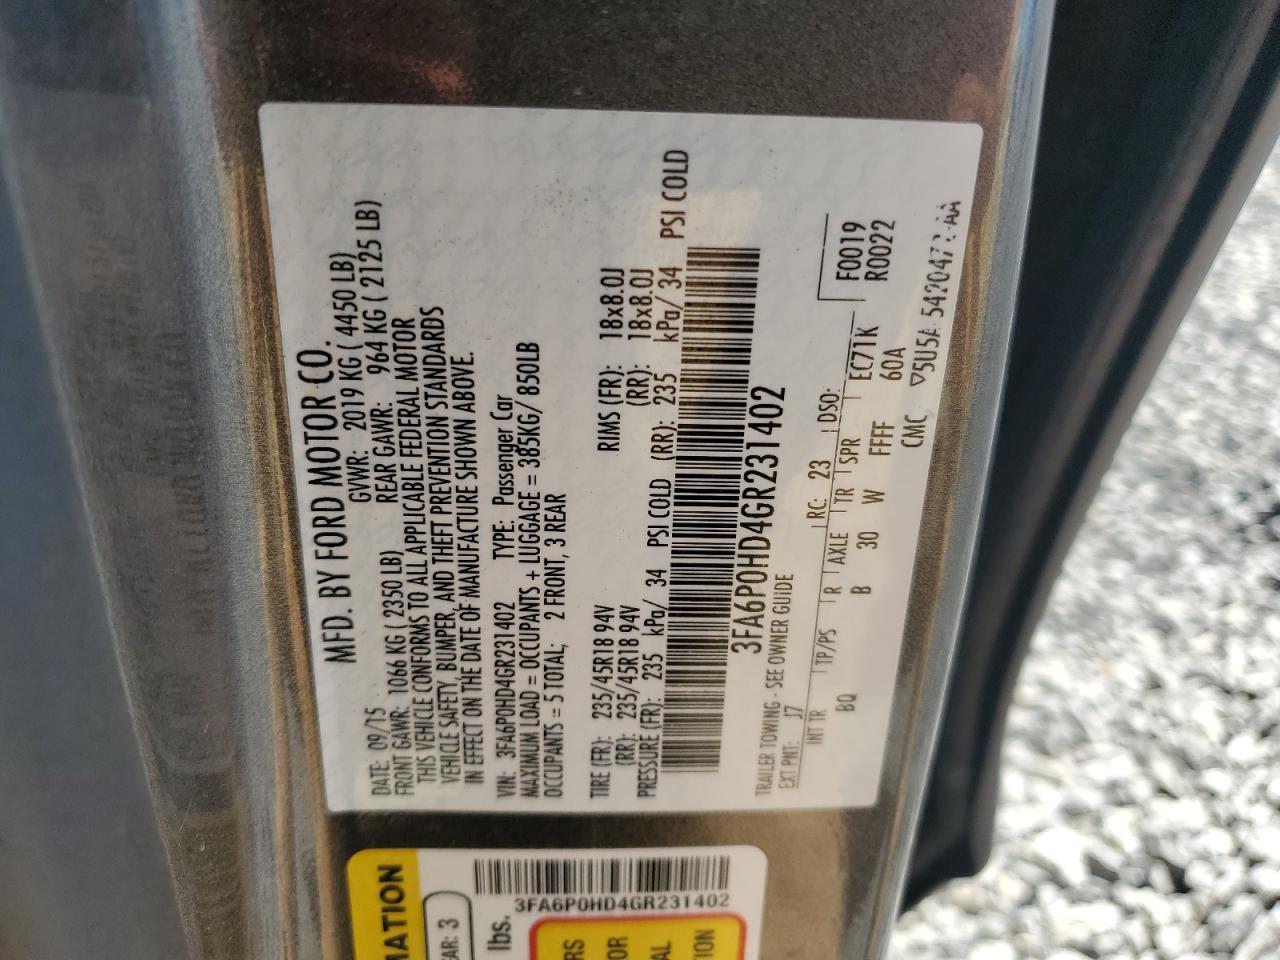 MFD. BY FORD MOTOR CO.
DATE: 09/15 GVWR: 2019 KG ( 4450 LB)
FRONT GAWR: 1066 KG ( 2350 LB) REAR GAWR: 964 KG ( 2125 LB)
THIS VEHICLE CONFORMS TO ALL APPLICABLE FEDERAL MOTOR
VEHICLE SAFETY, BUMPER, AND THEFT PREVENTION STANDARDS
IN EFFECT ON THE DATE OF MANUFACTURE SHOWN ABOVE.
VIN: 3FA6P0HD4GR231402 TYPE: Passenger Car
MAXIMUM LOAD = OCCUPANTS + LUGGAGE = 385KG/ 850LB
OCCUPANTS = 5 TOTAL; 2 FRONT, 3 REAR
TIRE (FR): 235/45R18 94V RIMS (FR): 18x8.0J
(RR): 235/45R18 94V (RR): 18x8.0J
PRESSURE (FR): 235 kPa/ 34 PSI COLD (RR): 235 kPa/ 34 PSI COLD
3FA6P0HD4GR231402
TRAILER TOWING - SEE OWNER GUIDE
EXT PNT: J7 RC: 23 DSO: F0019
INT TR TP/PS R AXLE TR SPR EC71K R0022
BQ B 30 W FFF 60A
CMC
3FA6P0HD4GR231402
MATION
AR: 3
lbs.